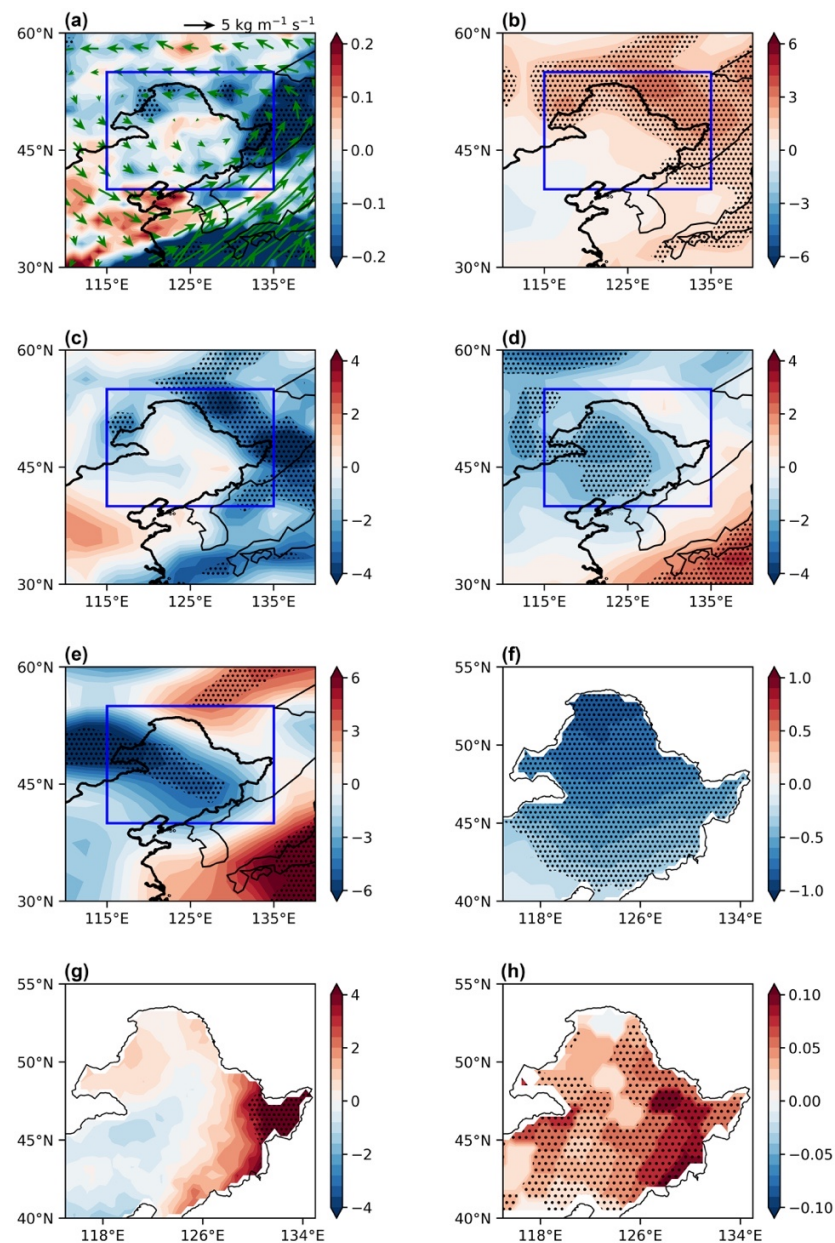 (a)
5 kg m⁻¹ s⁻¹
60°N
45°N
30°N
115°E 125°E 135°E
0.2
0.1
0.0
−0.1
−0.2
(b)
60°N
45°N
30°N
115°E 125°E 135°E
6
3
0
−3
−6
(c)
60°N
45°N
30°N
115°E 125°E 135°E
4
2
0
−2
−4
(d)
60°N
45°N
30°N
115°E 125°E 135°E
4
2
0
−2
−4
(e)
60°N
45°N
30°N
115°E 125°E 135°E
6
3
0
−3
−6
(f)
55°N
50°N
45°N
40°N
118°E 126°E 134°E
1.0
0.5
0.0
−0.5
−1.0
(g)
55°N
50°N
45°N
40°N
118°E 126°E 134°E
4
2
0
−2
−4
(h)
55°N
50°N
45°N
40°N
118°E 126°E 134°E
0.10
0.05
0.00
−0.05
−0.10